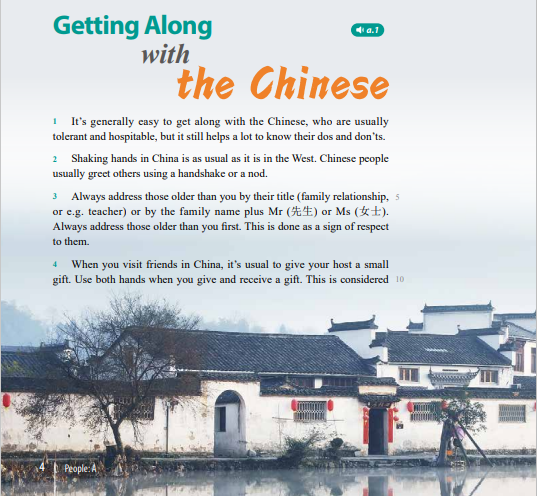 Getting Along
a.1
with
the Chinese
1 It's generally easy to get along with the Chinese, who are usually
tolerant and hospitable, but it still helps a lot to know their dos and don'ts.
2 Shaking hands in China is as usual as it is in the West. Chinese people
usually greet others using a handshake or a nod.
3 Always address those older than you by their title (family relationship, 5
or e.g. teacher) or by the family name plus Mr (先生) or Ms (女士).
Always address those older than you first. This is done as a sign of respect
to them.
4 When you visit friends in China, it's usual to give your host a small
gift. Use both hands when you give and receive a gift. This is considered 10
4 People: A